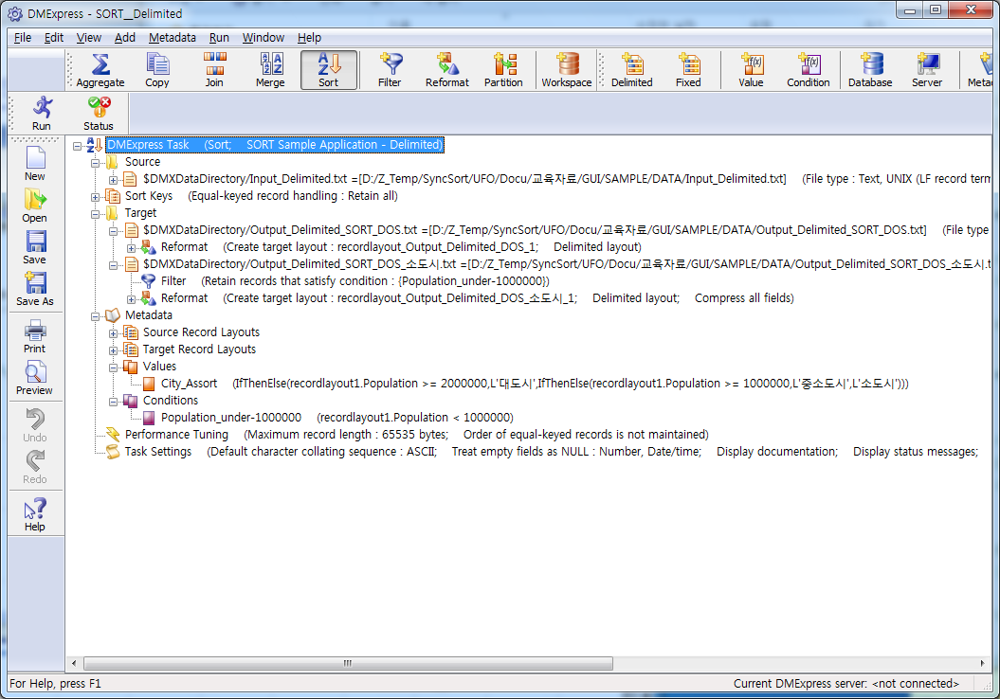 DMExpress - SORT__Delimited
File Edit View Add Metadata Run Window Help
Aggregate Copy Join Merge Sort Filter Reformat Partition Workspace Delimited Fixed Value Condition Database Server
Run Status
New
Open
Save
Save As
Print
Preview
Undo
Redo
Help
DMExpress Task (Sort; SORT Sample Application - Delimited)
Source
$DMXDataDirectory/Input_Delimited.txt =[D:/Z_Temp/SyncSort/UFO/Docu/교육자료/GUI/SAMPLE/DATA/Input_Delimited.txt] (File type : Text, UNIX (LF record term
Sort Keys (Equal-keyed record handling : Retain all)
Target
$DMXDataDirectory/Output_Delimited_SORT_DOS.txt =[D:/Z_Temp/SyncSort/UFO/Docu/교육자료/GUI/SAMPLE/DATA/Output_Delimited_SORT_DOS.txt] (File type
Reformat (Create target layout : recordlayout_Output_Delimited_DOS_1; Delimited layout)
$DMXDataDirectory/Output_Delimited_SORT_DOS_소도시.txt =[D:/Z_Temp/SyncSort/UFO/Docu/교육자료/GUI/SAMPLE/DATA/Output_Delimited_SORT_DOS_소도시.t
Filter (Retain records that satisfy condition : {Population_under-1000000})
Reformat (Create target layout : recordlayout_Output_Delimited_DOS_소도시_1; Delimited layout; Compress all fields)
Metadata
Source Record Layouts
Target Record Layouts
Values
City_Assort (IfThenElse(recordlayout1.Population >= 2000000,L'대도시',IfThenElse(recordlayout1.Population >= 1000000,L'중소도시',L'소도시')))
Conditions
Population_under-1000000 (recordlayout1.Population < 1000000)
Performance Tuning (Maximum record length : 65535 bytes; Order of equal-keyed records is not maintained)
Task Settings (Default character collating sequence : ASCII; Treat empty fields as NULL : Number, Date/time; Display documentation; Display status messages;
For Help, press F1 Current DMExpress server: <not connected>